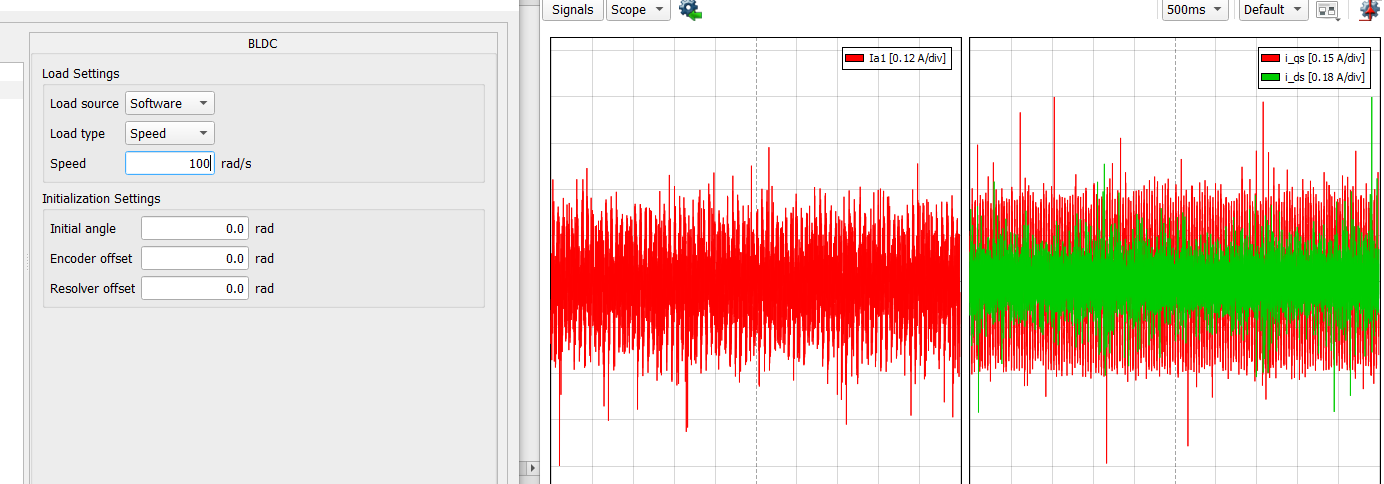 BLDC
Load Settings
Load source Software
Load type Speed
Speed 100 rad/s
Initialization Settings
Initial angle 0.0 rad
Encoder offset 0.0 rad
Resolver offset 0.0 rad
Signals Scope 500ms Default
Ia1 [0.12 A/div]
i_qs [0.15 A/div]
i_ds [0.18 A/div]